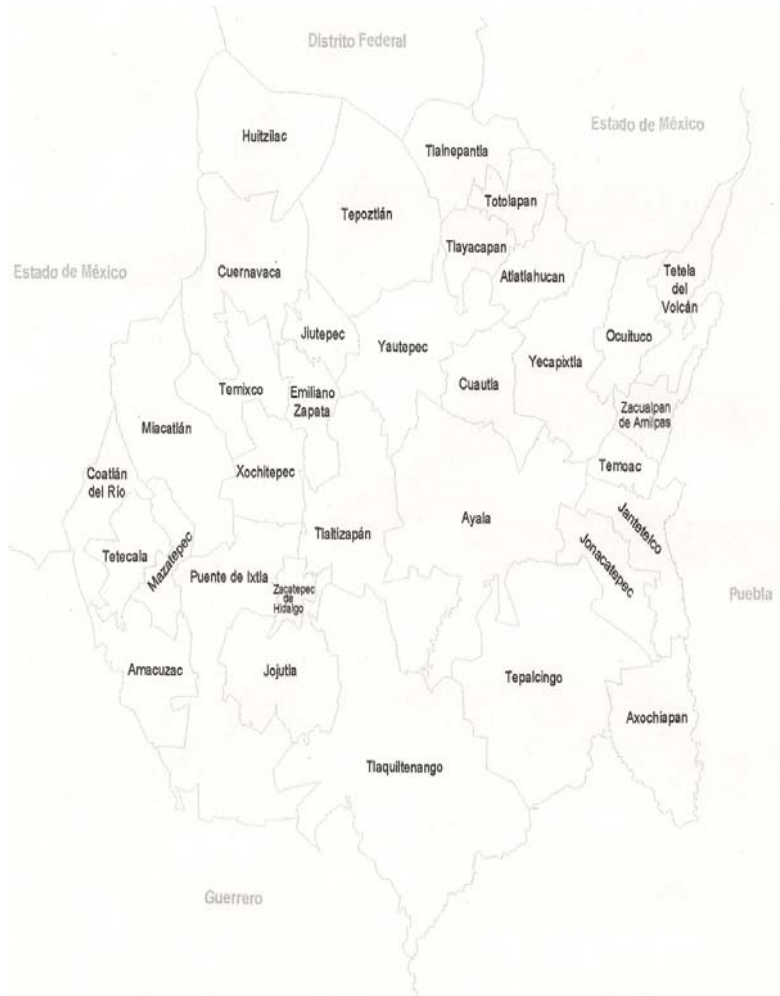 Distrito Federal
Huitzilac
Estado de México
Tlalnepantla
Totolapan
Tepoztlán
Tlayacapan
Estado de México
Cuernavaca
Atlatlahucan
Tetela
del
Volcán
Jiutepec
Yautepec
Ocuituco
Yecapixtla
Cuautla
Temixco
Emiliano
Zapata
Zacualpan
de Amilpas
Miacatlán
Temoac
Coatlán
del Río
Xochitepec
Jantetelco
Ayala
Tlaltizapán
Tetecala
Mazatepec
Jonacatepec
Puente de Ixtla
Zacatepec
de
Hidalgo
Puebla
Amacuzac
Jojutla
Tepalcingo
Axochiapan
Tlaquiltenango
Guerrero